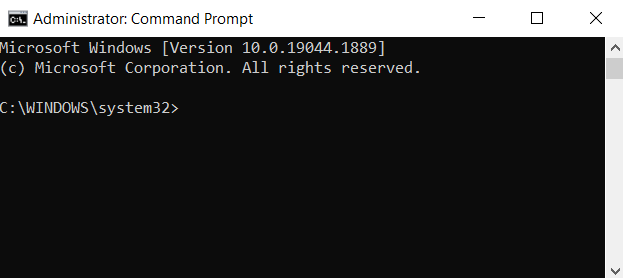 Administrator: Command Prompt
Microsoft Windows [Version 10.0.19044.1889]
(c) Microsoft Corporation. All rights reserved.
C:\WINDOWS\system32>